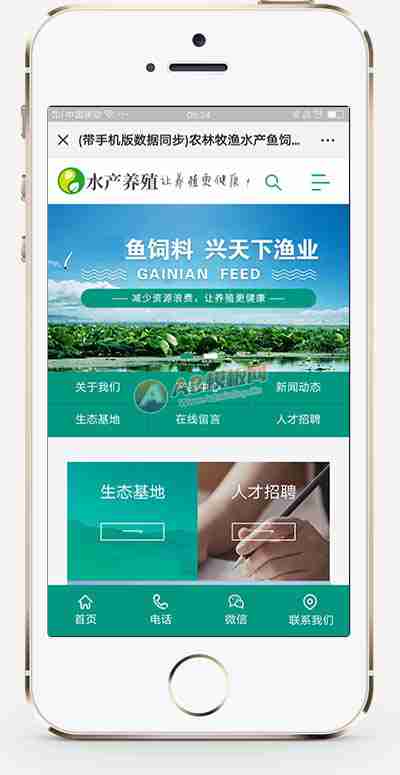 中国移动
(带手机版数据同步)农林牧渔水产鱼饲...
水产养殖 让养殖更健康，
鱼饲料 兴天下渔业
GAINIAN FEED
减少资源浪费，让养殖更健康
关于我们 中心 新闻动态
模板网
生态基地 在线留言 人才招聘
生态基地 人才招聘
首页 电话 微信 联系我们